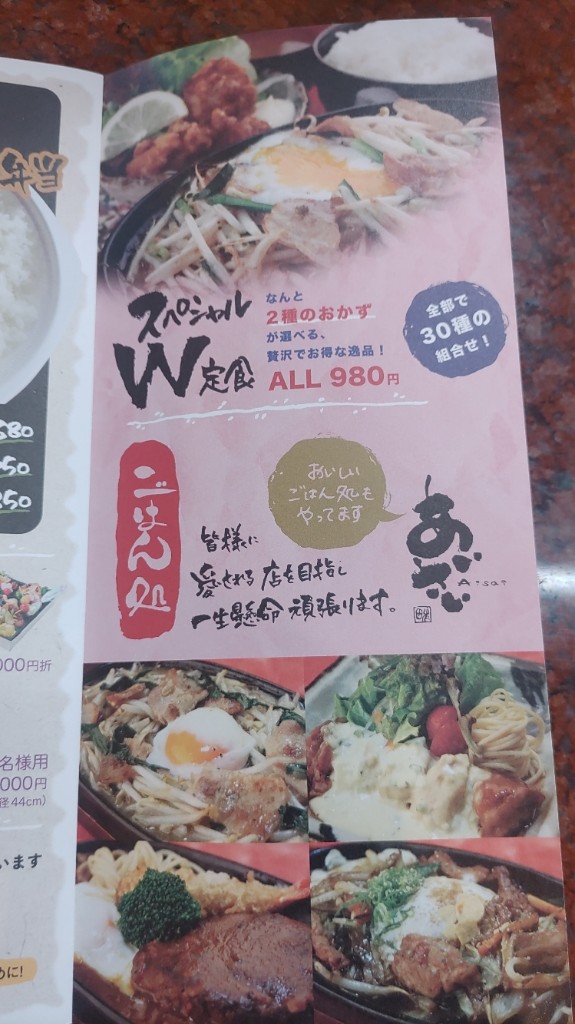 弁当
スペシャル
W定食
なんと
2種のおかず
が選べる、
贅沢でお得な逸品！
ALL 980円
全部で
30種の
組合せ！
ごはん処
おいしい
ごはん処も
やってます
皆様に
愛される店を目指し
一生懸命頑張ります。
あいさい
680
50
850
000円折
名様用
000円
径44cm)
います
めに!